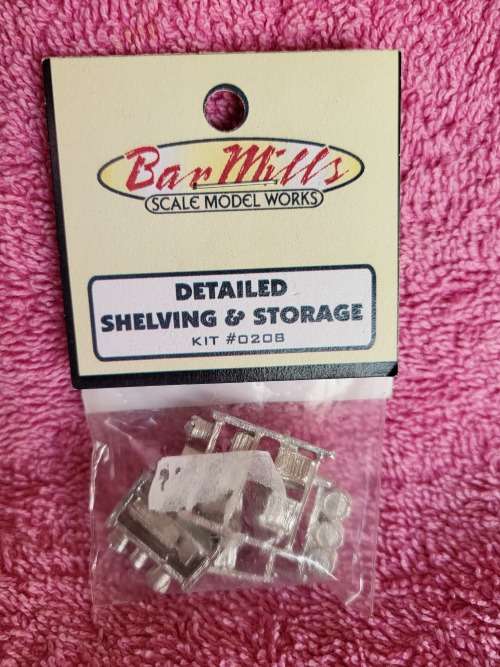 Bar Mills
SCALE MODEL WORKS
DETAILED
SHELVING & STORAGE
KIT #0208